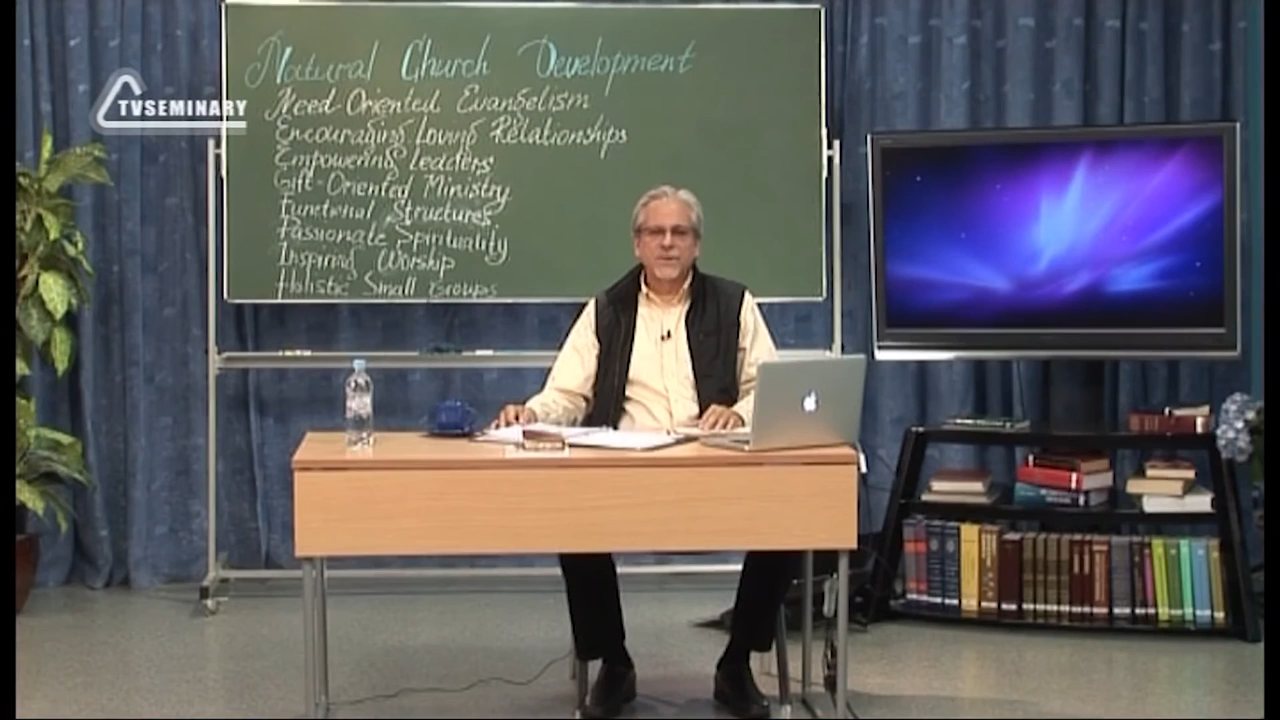 TVSEMINARY
Natural Church Development
Need-Oriented Evangelism
Encouraging Loving Relationships
Empowering Leaders
Gift-Oriented Ministry
Functional Structures
Passionate Spirituality
Inspiring Worship
Holistic Small Groups